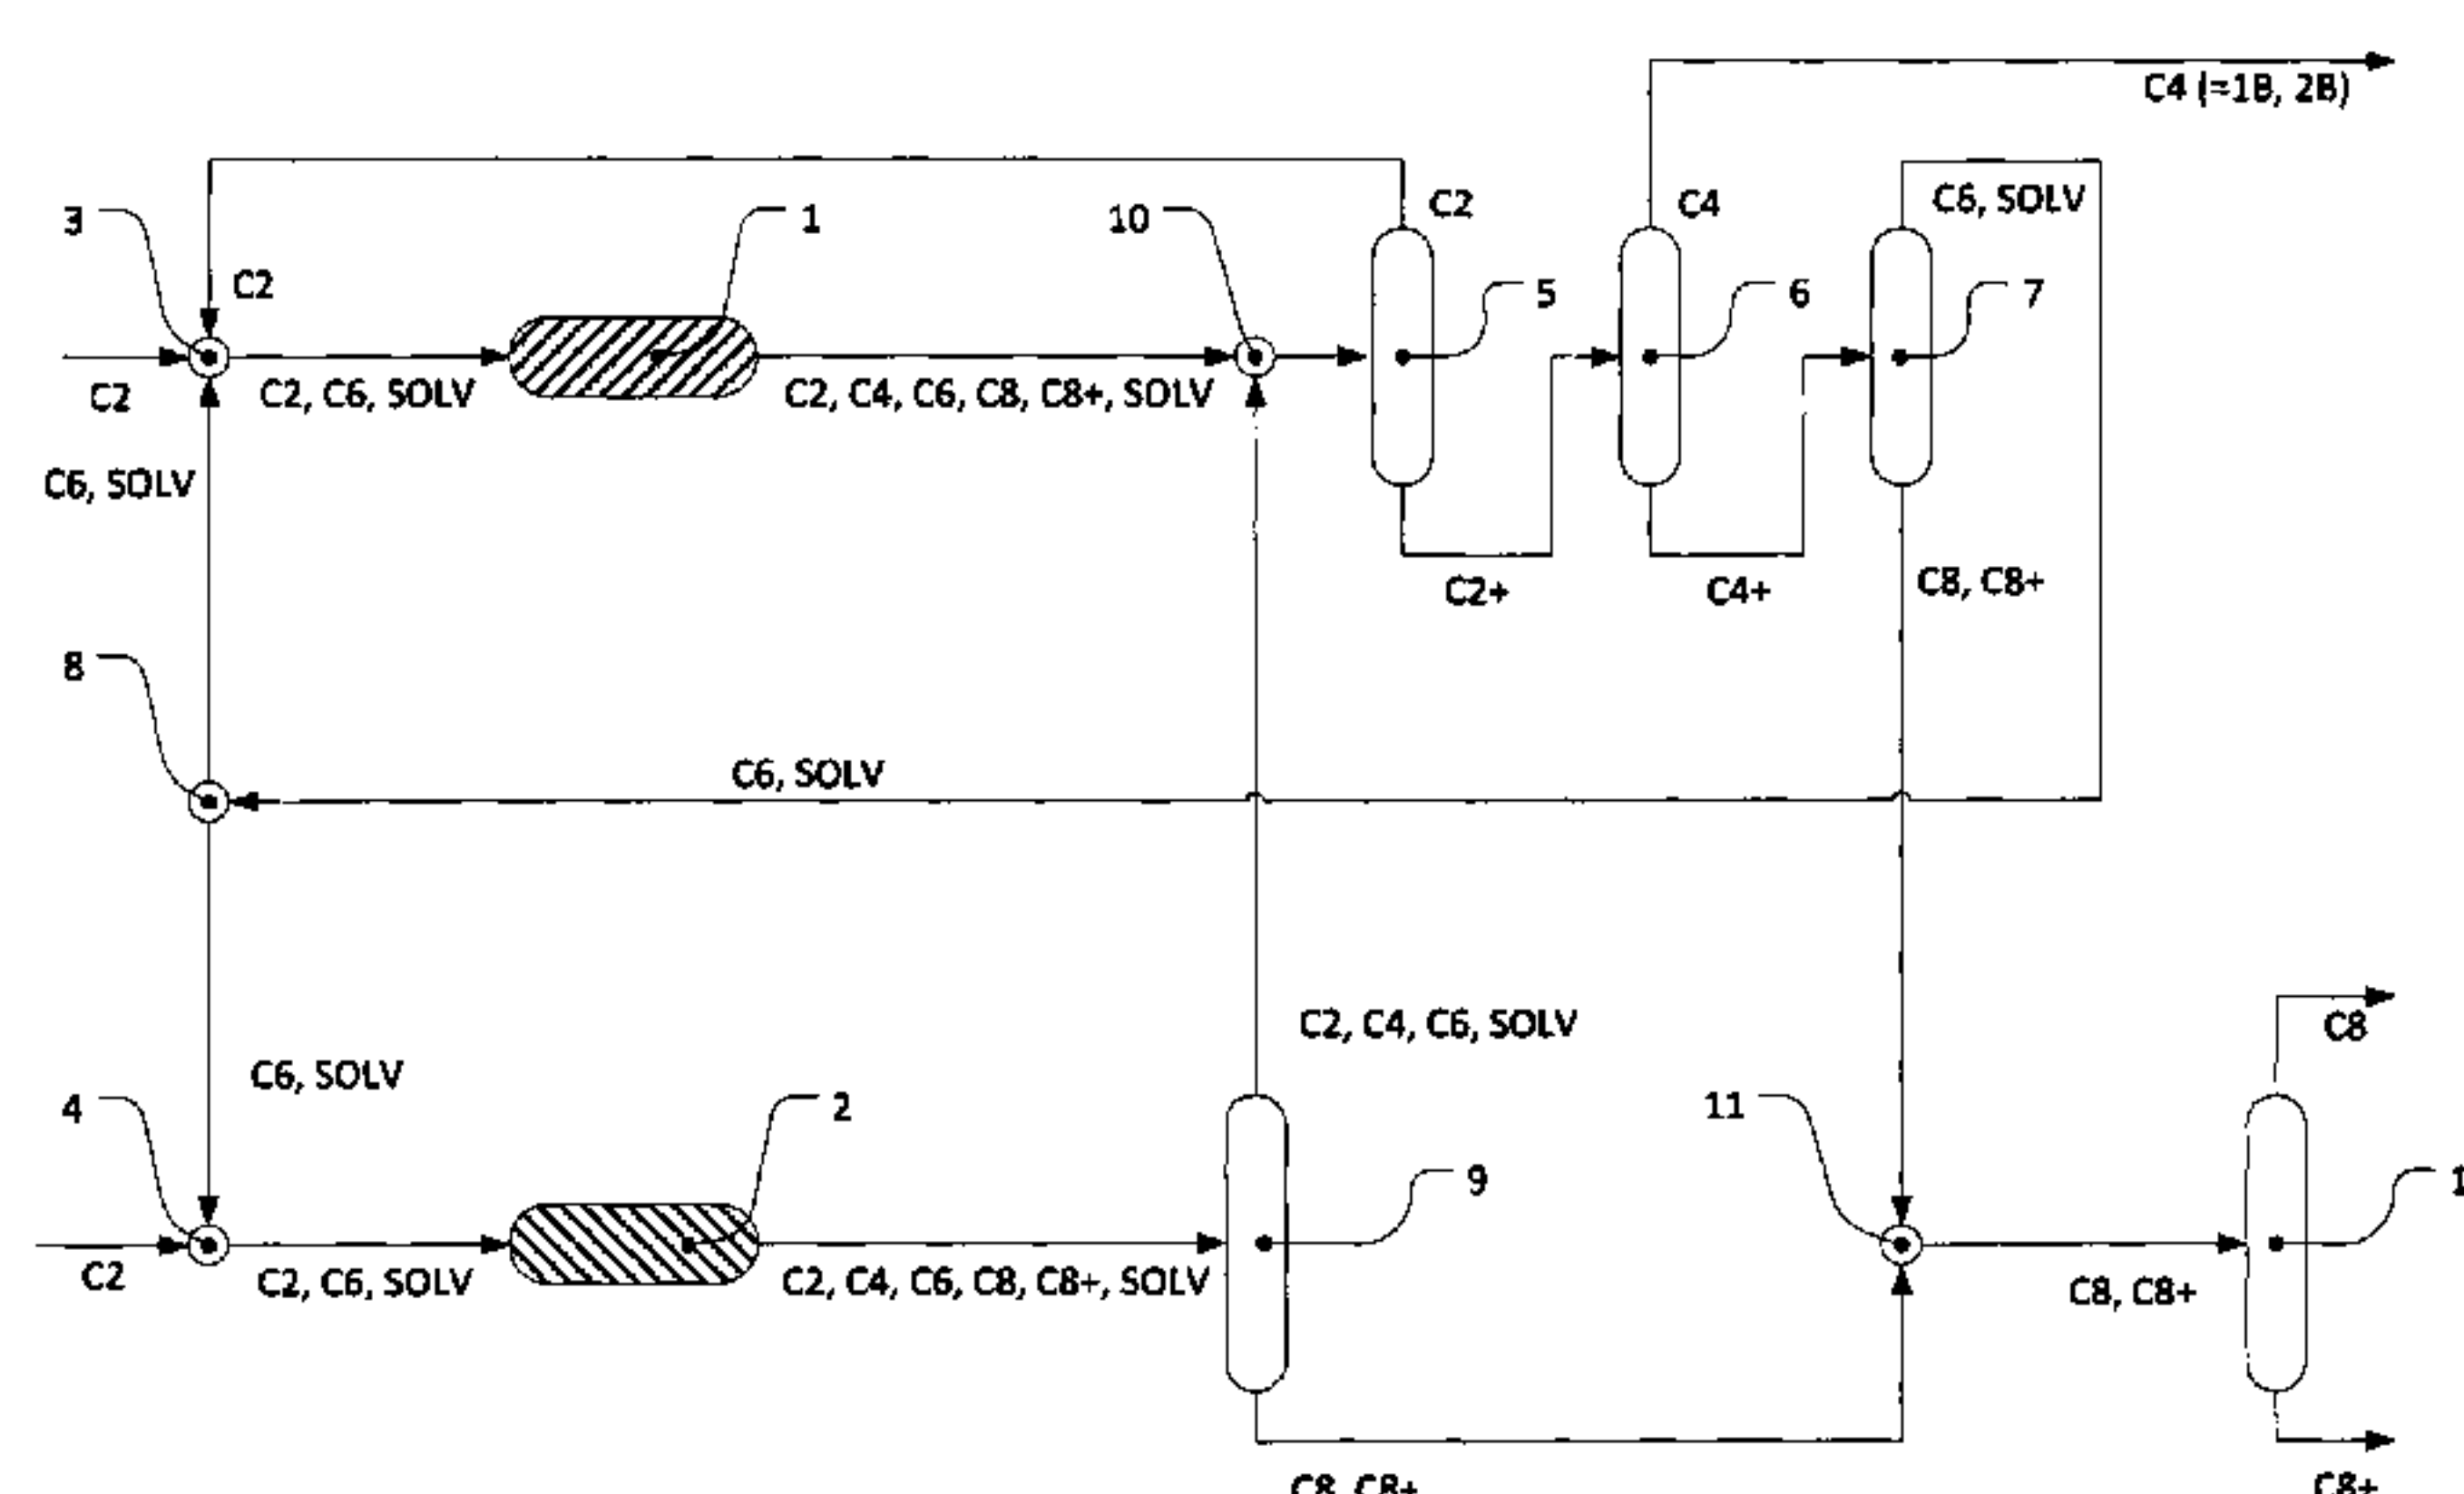 C4 (=1B, 2B)
C2
C4
C6, SOLV
3
1
10
C2
5
6
7
C2
C2, C6, SOLV
C2, C4, C6, C8, C8+, SOLV
C6, SOLV
C2+
C4+
C8, C8+
8
C6, SOLV
C2, C4, C6, SOLV
C8
C6, SOLV
4
2
11
9
C2
C2, C6, SOLV
C2, C4, C6, C8, C8+, SOLV
C8, C8+
C8, C8+
C8+